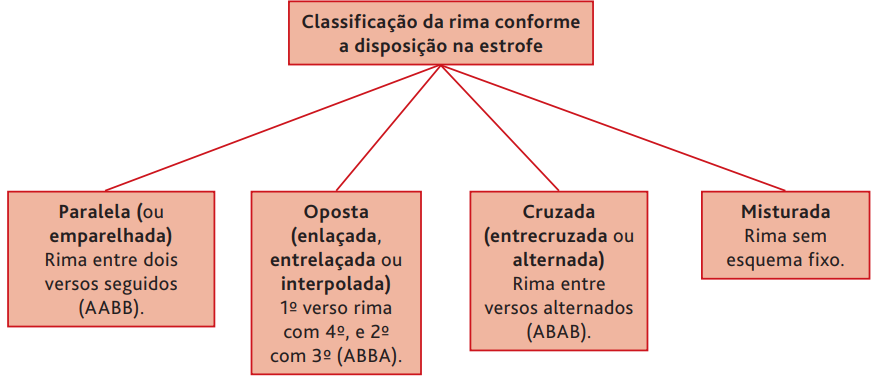 Classificação da rima conforme
a disposição na estrofe
Paralela (ou
emparelhada)
Rima entre dois
versos seguidos
(AABB).
Oposta
(enlaçada,
entrelaçada ou
interpolada)
1º verso rima
com 4º, e 2º
com 3º (ABBA).
Cruzada
(entrecruzada ou
alternada)
Rima entre
versos alternados
(ABAB).
Misturada
Rima sem
esquema fixo.